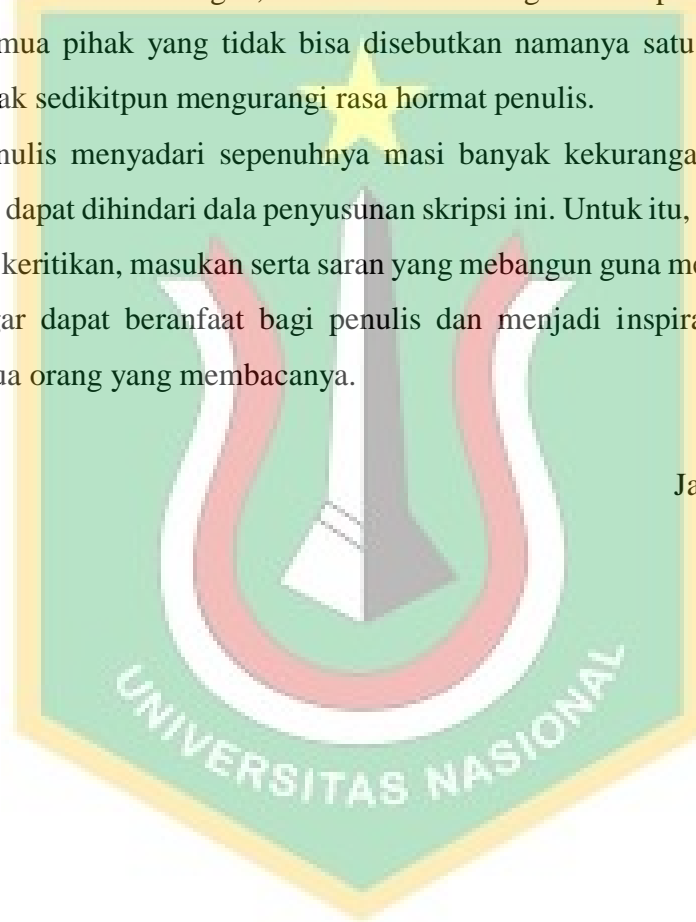 mua pihak yang tidak bisa disebutkan namanya satu
ak sedikitpun mengurangi rasa hormat penulis.
nulis menyadari sepenuhnya masi banyak kekuranga
dapat dihindari dala penyusunan skripsi ini. Untuk itu,
keritikan, masukan serta saran yang mebangun guna me
gar dapat beranfaat bagi penulis dan menjadi inspira
ua orang yang membacanya.
Ja
UNIVERSITAS NASIONAL